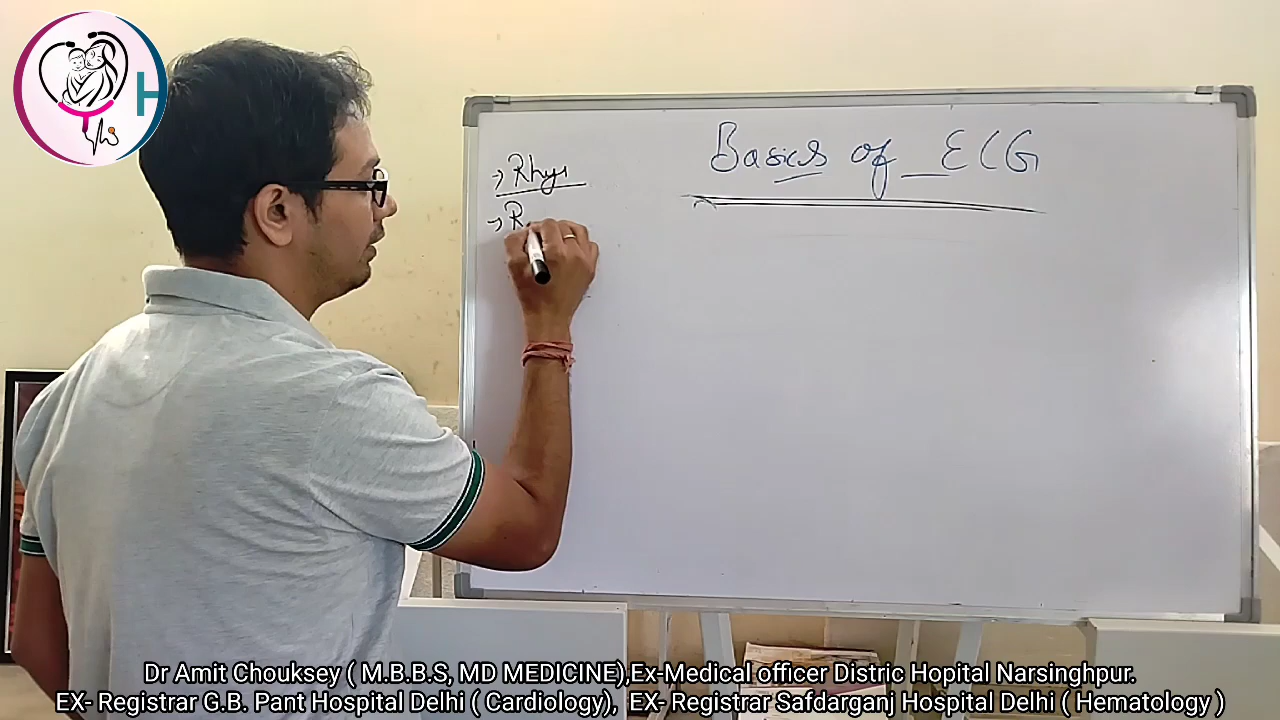 H
Basics of ECG
→ Rhy
→ R
Dr Amit Chouksey ( M.B.B.S, MD MEDICINE),Ex-Medical officer Distric Hopital Narsinghpur.
EX- Registrar G.B. Pant Hospital Delhi ( Cardiology), EX- Registrar Safdarganj Hospital Delhi ( Hematology )